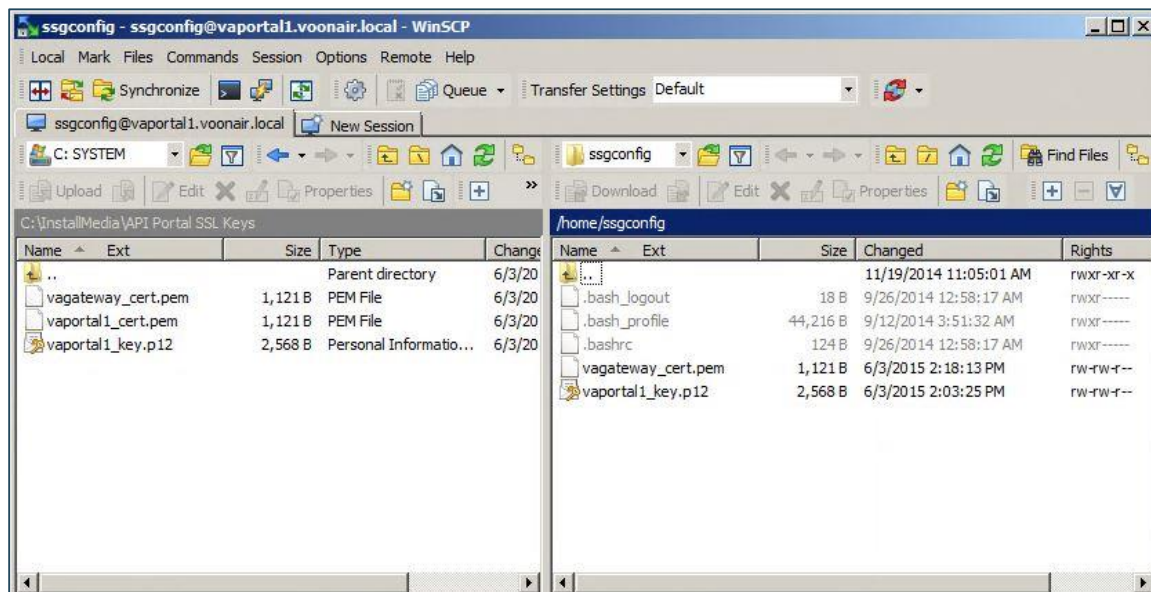 ssgconfig - ssgconfig@vaportal1.voonair.local - WinSCP
Local Mark Files Commands Session Options Remote Help
Synchronize Queue Transfer Settings Default
ssgconfig@vaportal1.voonair.local New Session
C: SYSTEM ssgconfig Find Files
Upload Edit Properties » Download Edit Properties
C:\InstallMedia\API Portal SSL Keys /home/ssgconfig
Name Ext Size Type Change Name Ext Size Changed Rights
.. Parent directory 6/3/20 .. 11/19/2014 11:05:01 AM rwxr-xr-x
vagateway_cert.pem 1,121 B PEM File 6/3/20 .bash_logout 18 B 9/26/2014 12:58:17 AM rwxr-----
vaportal1_cert.pem 1,121 B PEM File 6/3/20 .bash_profile 44,216 B 9/12/2014 3:51:32 AM rwxr-----
vaportal1_key.p12 2,568 B Personal Informatio... 6/3/20 .bashrc 124 B 9/26/2014 12:58:17 AM rwxr-----
vagateway_cert.pem 1,121 B 6/3/2015 2:18:13 PM rw-rw-r--
vaportal1_key.p12 2,568 B 6/3/2015 2:03:25 PM rw-rw-r--